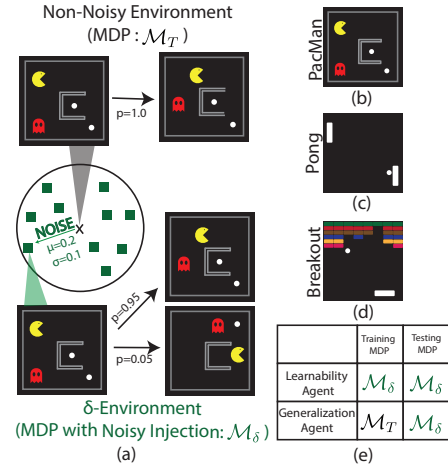 Non-Noisy Environment
(MDP : M_T)
p=1.0
NOISE
μ=0.2
σ=0.1
x
p=0.95
p=0.05
δ-Environment
(MDP with Noisy Injection: M_δ)
(a)
PacMan
(b)
Pong
(c)
Breakout
(d)
Training MDP
Testing MDP
Learnability Agent
M_δ
M_δ
Generalization Agent
M_T
M_δ
(e)